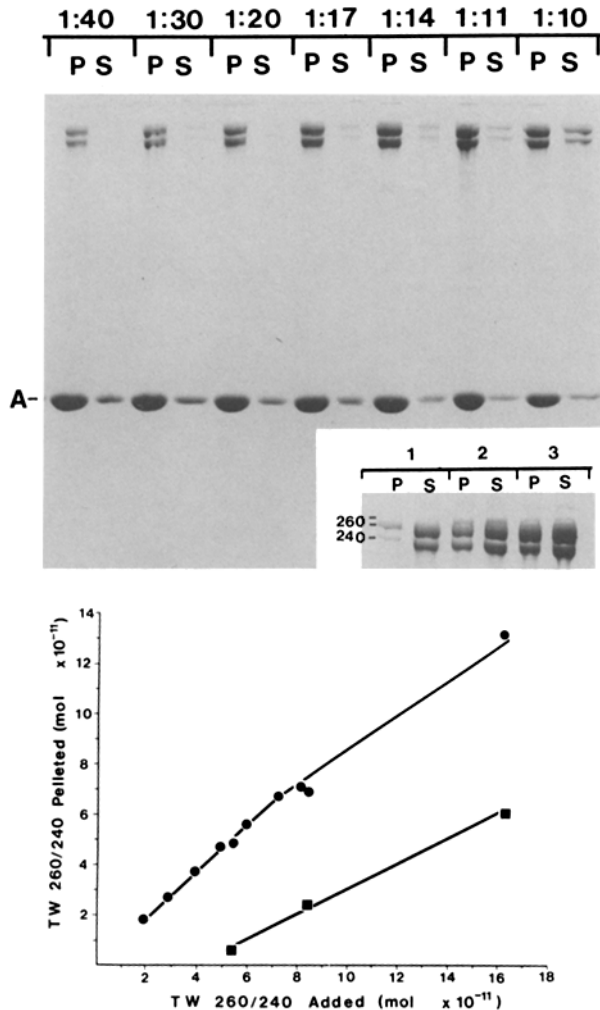 1:40 1:30 1:20 1:17 1:14 1:11 1:10
P S P S P S P S P S P S P S
A-
1 2 3
P S P S P S
260
240
14
12
10
8
6
4
2
TW 260/240 Pelleted (mol x 10⁻¹¹)
2 4 6 8 10 12 14 16 18
TW 260/240 Added (mol x 10⁻¹¹)